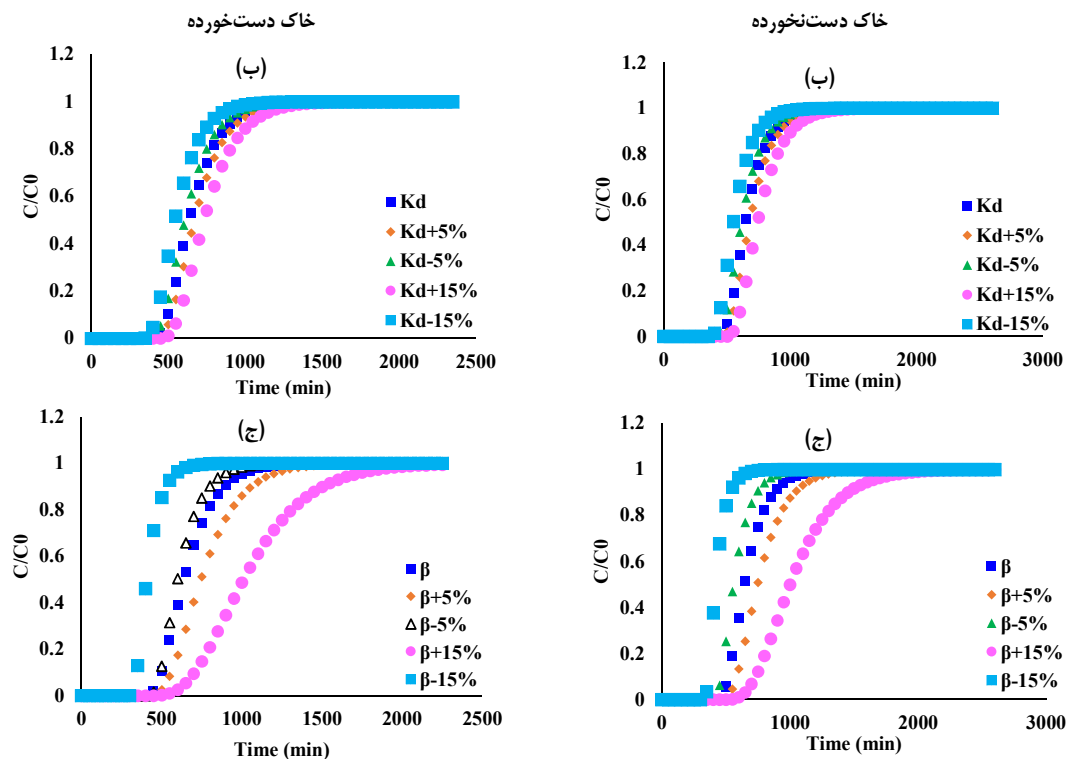 خاک دست‌خورده
خاک دست‌نخورده
(ب)
1.2
1
0.8
0.6
0.4
0.2
0
C/C0
Kd
Kd+5%
Kd-5%
Kd+15%
Kd-15%
0 500 1000 1500 2000 2500
Time (min)
(ب)
1.2
1
0.8
0.6
0.4
0.2
0
C/C0
Kd
Kd+5%
Kd-5%
Kd+15%
Kd-15%
0 1000 2000 3000
Time (min)
(ج)
1.2
1
0.8
0.6
0.4
0.2
0
C/C0
β
β+5%
β-5%
β+15%
β-15%
0 500 1000 1500 2000 2500
Time (min)
(ج)
1.2
1
0.8
0.6
0.4
0.2
0
C/C0
β
β+5%
β-5%
β+15%
β-15%
0 1000 2000 3000
Time (min)